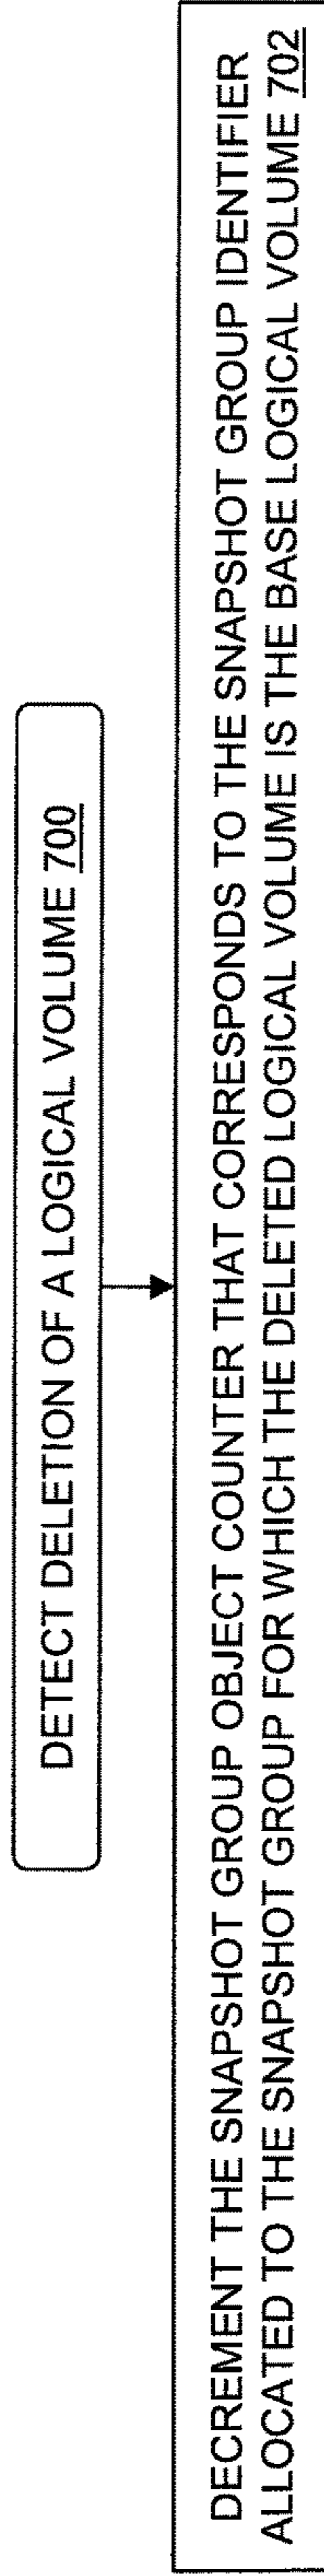 DETECT DELETION OF A LOGICAL VOLUME 700
DECREMENT THE SNAPSHOT GROUP OBJECT COUNTER THAT CORRESPONDS TO THE SNAPSHOT GROUP IDENTIFIER
ALLOCATED TO THE SNAPSHOT GROUP FOR WHICH THE DELETED LOGICAL VOLUME IS THE BASE LOGICAL VOLUME 702